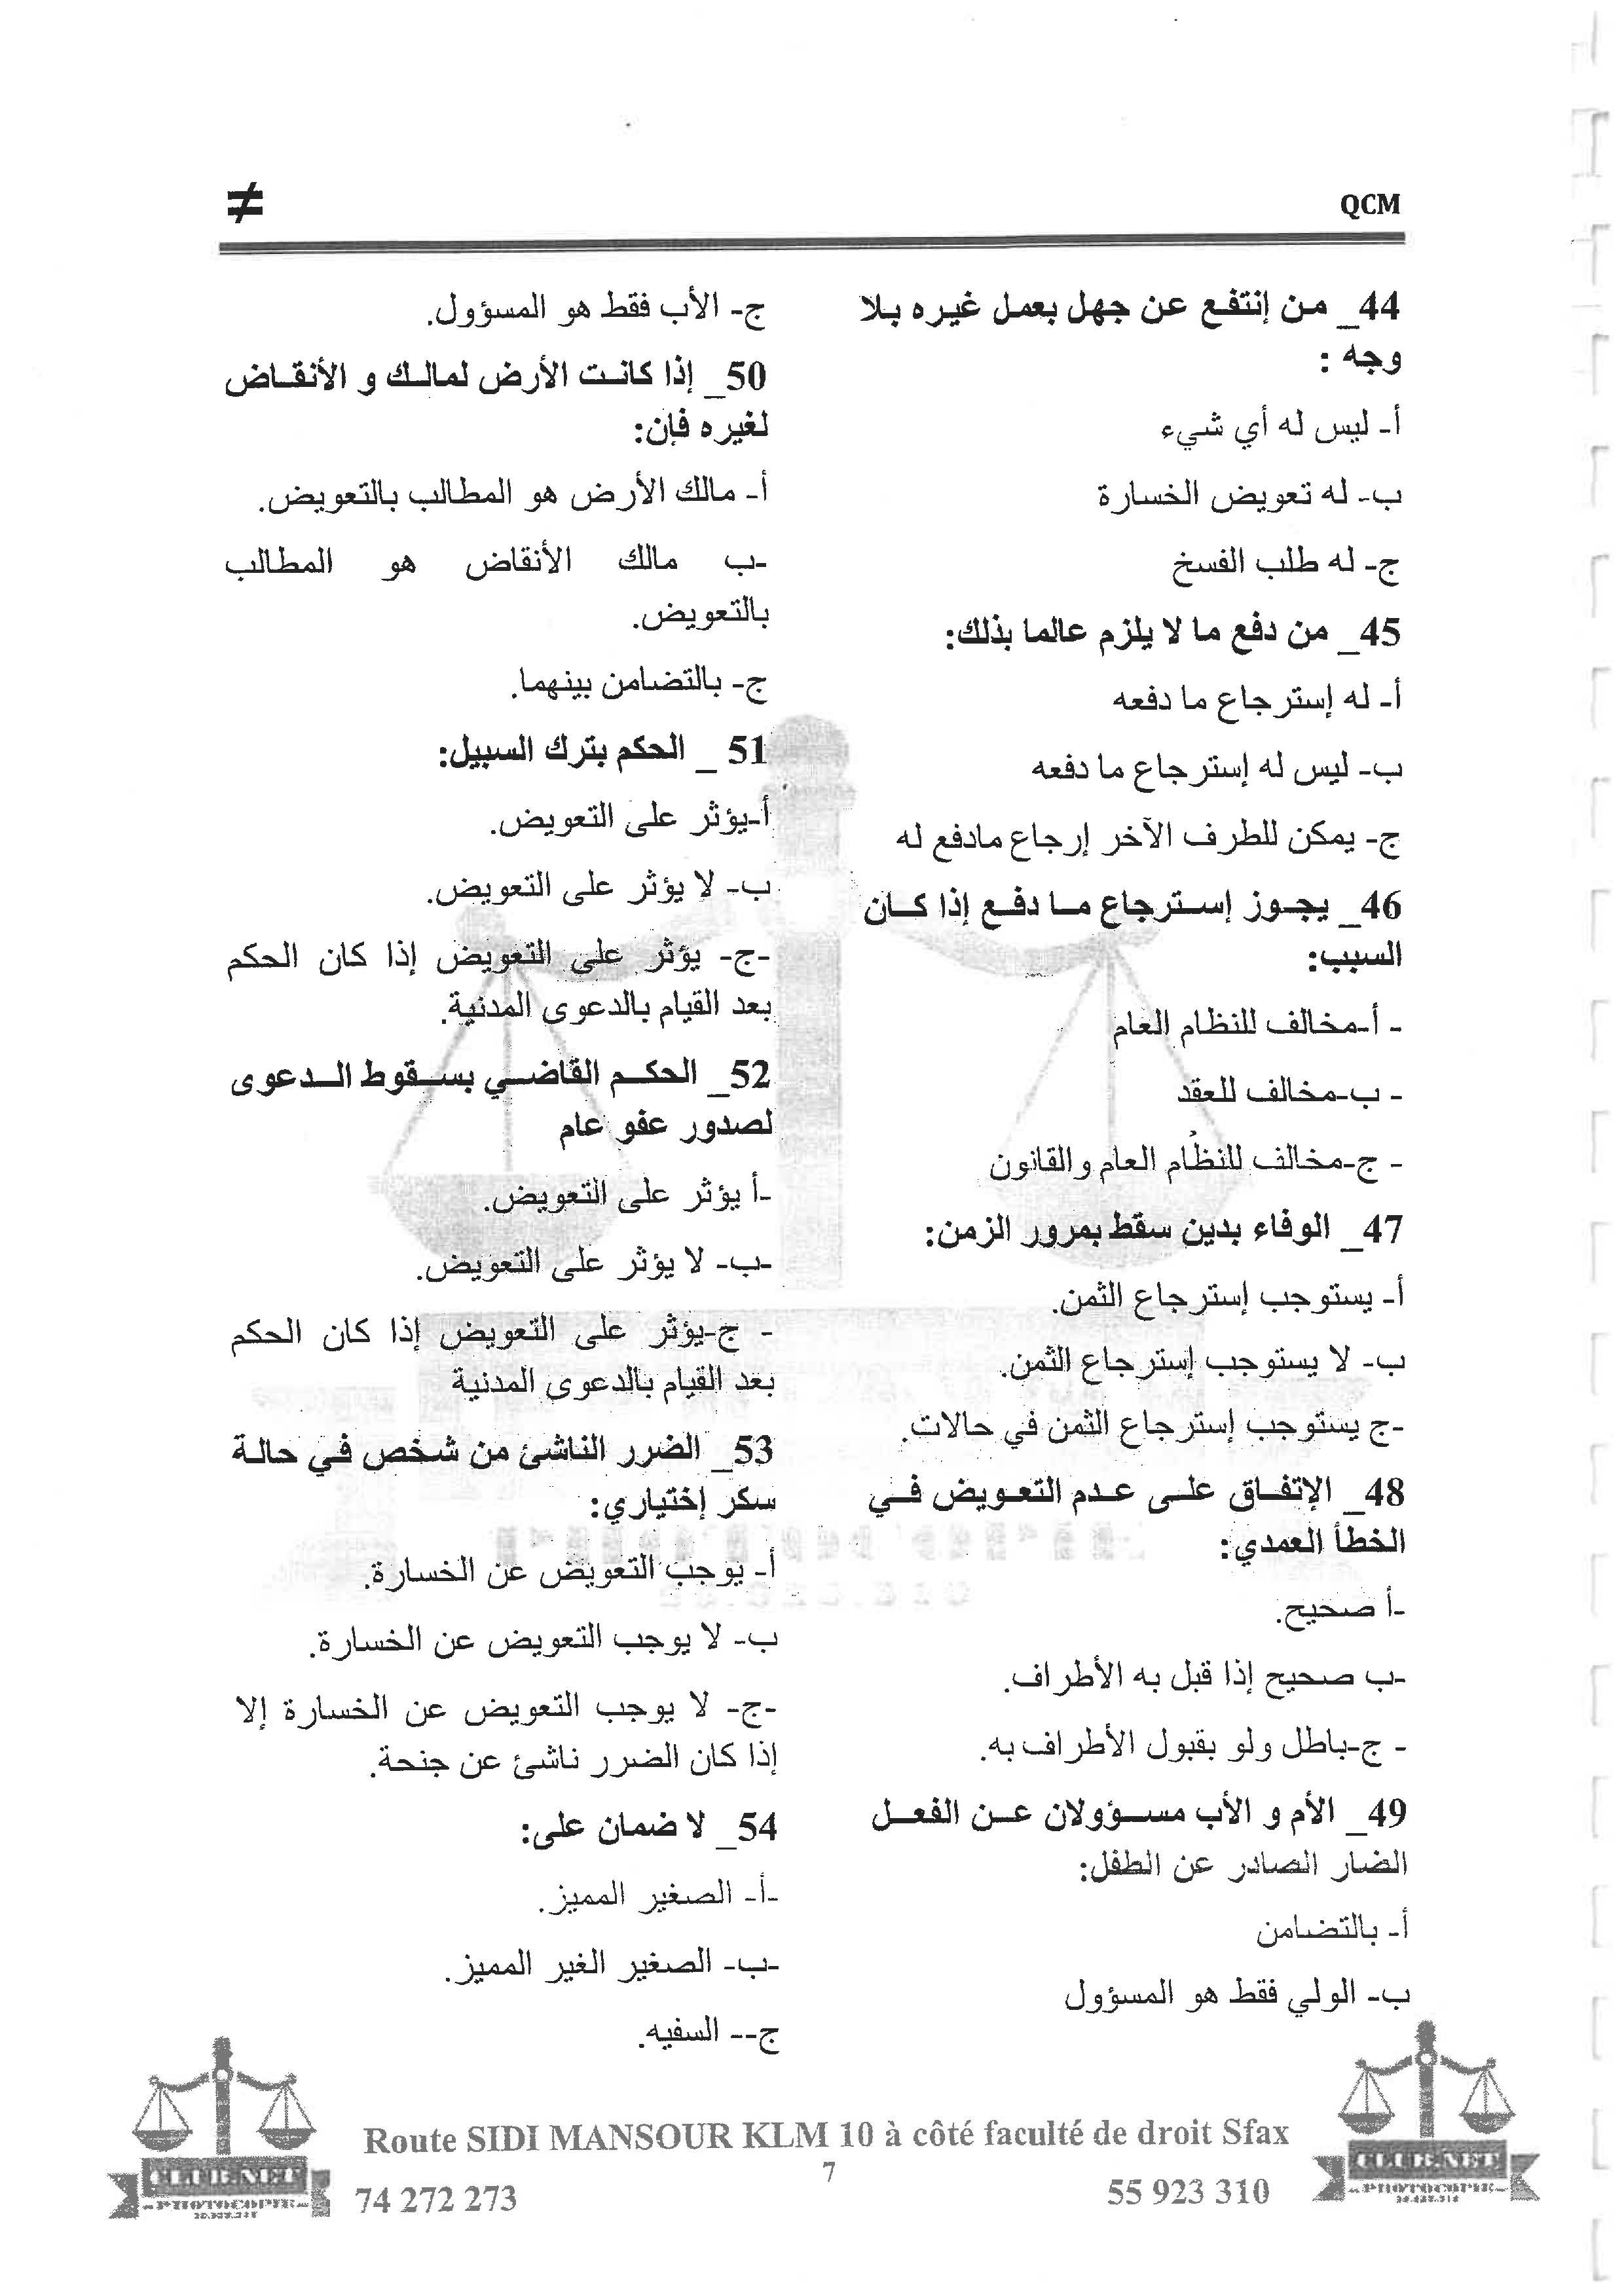 QCM
≠
44_ من إنتفع عن جهل بعمل غيره بلا
وجه :
أ- ليس له أي شيء
ب- له تعويض الخسارة
ج- له طلب الفسخ
45_ من دفع ما لا يلزم عالما بذلك:
أ- له إسترجاع ما دفعه
ب- ليس له إسترجاع ما دفعه
ج- يمكن للطرف الآخر إرجاع مادفع له
46_ يجوز إسترجاع ما دفع إذا كان
السبب:
- أ-مخالف للنظام العام
- ب-مخالف للعقد
- ج-مخالف للنظام العام والقانون
47_ الوفاء بدين سقط بمرور الزمن:
أ- يستوجب إسترجاع الثمن.
ب- لا يستوجب إسترجاع الثمن.
-ج يستوجب إسترجاع الثمن في حالات.
48_ الإتفاق على عدم التعويض في
الخطأ العمدي:
-أ صحيح.
-ب صحيح إذا قبل به الأطراف.
- ج-باطل ولو بقبول الأطراف به.
49_ الأم و الأب مسؤولان عن الفعل
الضار الصادر عن الطفل:
أ- بالتضامن
ب- الولي فقط هو المسؤول
ج- الأب فقط هو المسؤول.
50_ إذا كانت الأرض لمالك و الأنقاض
لغيره فإن:
أ- مالك الأرض هو المطالب بالتعويض.
-ب مالك الأنقاض هو المطالب
بالتعويض.
ج- بالتضامن بينهما.
51 _ الحكم بترك السبيل:
أ-يؤثر على التعويض.
ب- لا يؤثر على التعويض.
-ج- يؤثر على التعويض إذا كان الحكم
بعد القيام بالدعوى المدنية.
52_ الحكم القاضي بسقوط الدعوى
لصدور عفو عام
-أ يؤثر على التعويض.
-ب- لا يؤثر على التعويض.
- ج-يؤثر على التعويض إذا كان الحكم
بعد القيام بالدعوى المدنية
53_ الضرر الناشئ من شخص في حالة
سكر إختياري:
أ- يوجب التعويض عن الخسارة.
ب- لا يوجب التعويض عن الخسارة.
-ج- لا يوجب التعويض عن الخسارة إلا
إذا كان الضرر ناشئ عن جنحة.
54_ لا ضمان على:
-أ- الصغير المميز.
-ب- الصغير الغير المميز.
ج-- السفيه.
Route SIDI MANSOUR KLM 10 à côté faculté de droit Sfax
7
74 272 273
55 923 310
CLUB.NET
PHOTOCOPIE
CLUB.NET
PHOTOCOPIE